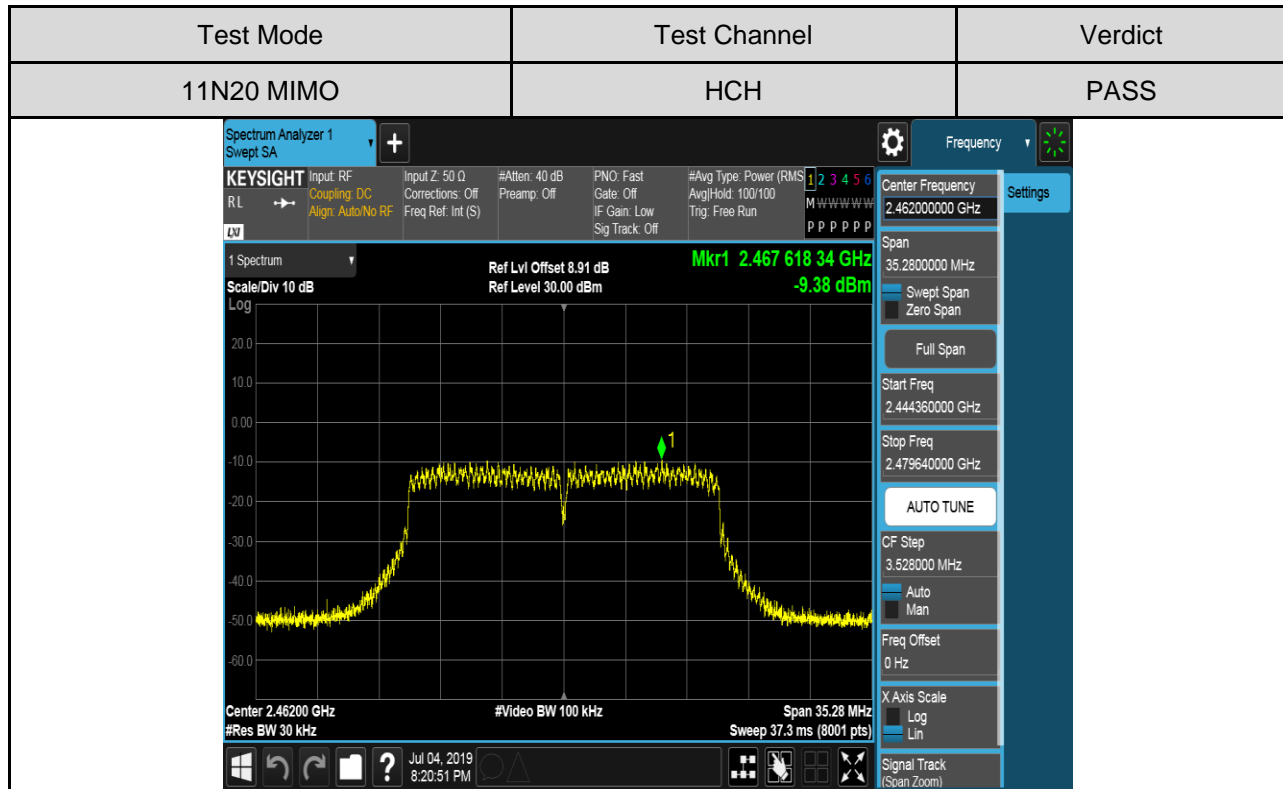 Test Mode Test Channel Verdict
11N20 MIMO HCH PASS
Spectrum Analyzer 1
Swept SA
+
Frequency
KEYSIGHT
RL
LXI
Input: RF
Coupling: DC
Align: Auto/No RF
Input Z: 50 Ω
Corrections: Off
Freq Ref: Int (S)
#Atten: 40 dB
Preamp: Off
PNO: Fast
Gate: Off
IF Gain: Low
Sig Track: Off
#Avg Type: Power (RMS
Avg|Hold: 100/100
Trig: Free Run
1 2 3 4 5 6
M W W W W W
P P P P P P
1 Spectrum
Scale/Div 10 dB
Ref Lvl Offset 8.91 dB
Ref Level 30.00 dBm
Mkr1 2.467 618 34 GHz
-9.38 dBm
Log
20.0
10.0
0.00
-10.0
-20.0
-30.0
-40.0
-50.0
-60.0
1
Center 2.46200 GHz
#Res BW 30 kHz
#Video BW 100 kHz
Span 35.28 MHz
Sweep 37.3 ms (8001 pts)
?
Jul 04, 2019
8:20:51 PM
Center Frequency
2.462000000 GHz
Span
35.2800000 MHz
Swept Span
Zero Span
Full Span
Start Freq
2.444360000 GHz
Stop Freq
2.479640000 GHz
AUTO TUNE
CF Step
3.528000 MHz
Auto
Man
Freq Offset
0 Hz
X Axis Scale
Log
Lin
Signal Track
(Span Zoom)
Settings